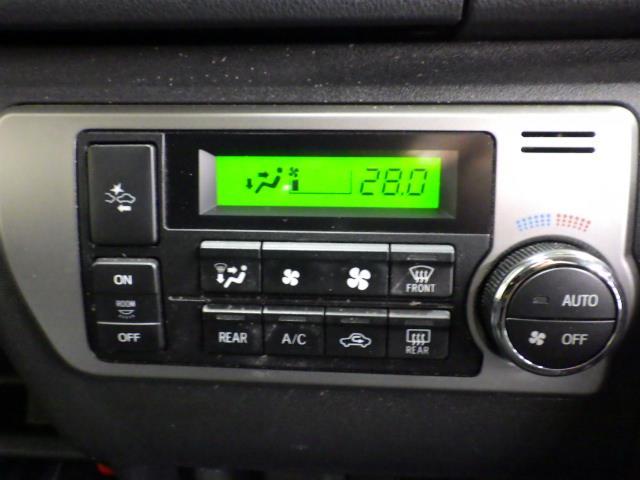 28.0
ON
ROOM
OFF
FRONT
REAR
A/C
REAR
AUTO
OFF